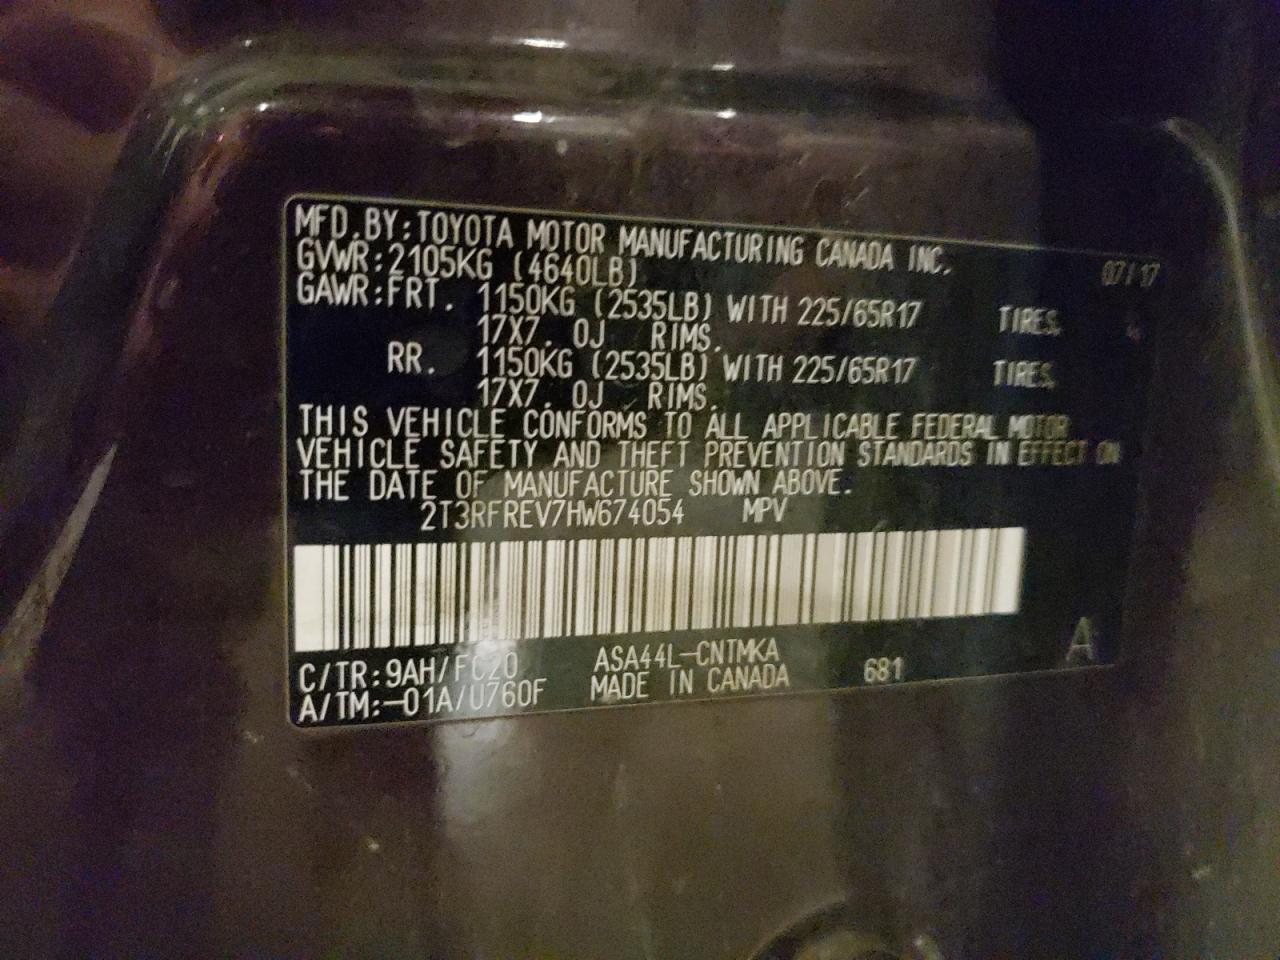 MFD.BY:TOYOTA MOTOR MANUFACTURING CANADA INC.
GVWR:2105KG (4640LB) 07/17
GAWR:FRT. 1150KG (2535LB) WITH 225/65R17 TIRES,
17X7.0J RIMS.
RR. 1150KG (2535LB) WITH 225/65R17 TIRES,
17X7.0J RIMS.
THIS VEHICLE CONFORMS TO ALL APPLICABLE FEDERAL MOTOR
VEHICLE SAFETY AND THEFT PREVENTION STANDARDS IN EFFECT ON
THE DATE OF MANUFACTURE SHOWN ABOVE.
2T3RFREV7HW674054 MPV
C/TR:9AH/FC20 ASA44L-CNTMKA A
A/TM:-01A/U760F MADE IN CANADA 681